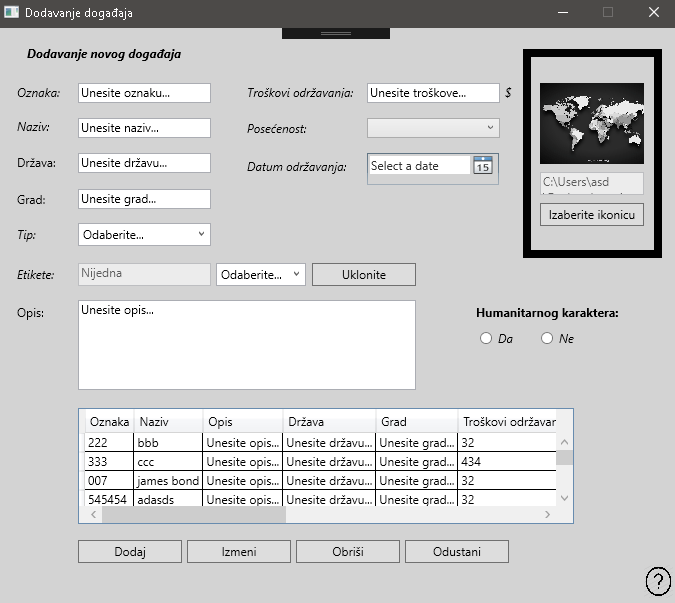 Dodavanje događaja
Dodavanje novog događaja
Oznaka: Unesite oznaku... Troškovi održavanja: Unesite troškove... $
Naziv: Unesite naziv... Posećenost:
Država: Unesite državu... Datum održavanja: Select a date 15
C:\Users\asd
Grad: Unesite grad... Izaberite ikonicu
Tip: Odaberite...
Etikete: Nijedna Odaberite... Uklonite
Opis: Unesite opis... Humanitarnog karaktera:
Da Ne
Oznaka Naziv Opis Država Grad Troškovi održavar
222 bbb Unesite opis... Unesite državu... Unesite grad... 32
333 ccc Unesite opis... Unesite državu... Unesite grad... 434
007 james bond Unesite opis... Unesite državu... Unesite grad... 32
545454 adasds Unesite opis... Unesite državu... Unesite grad... 32
Dodaj Izmeni Obriši Odustani
?